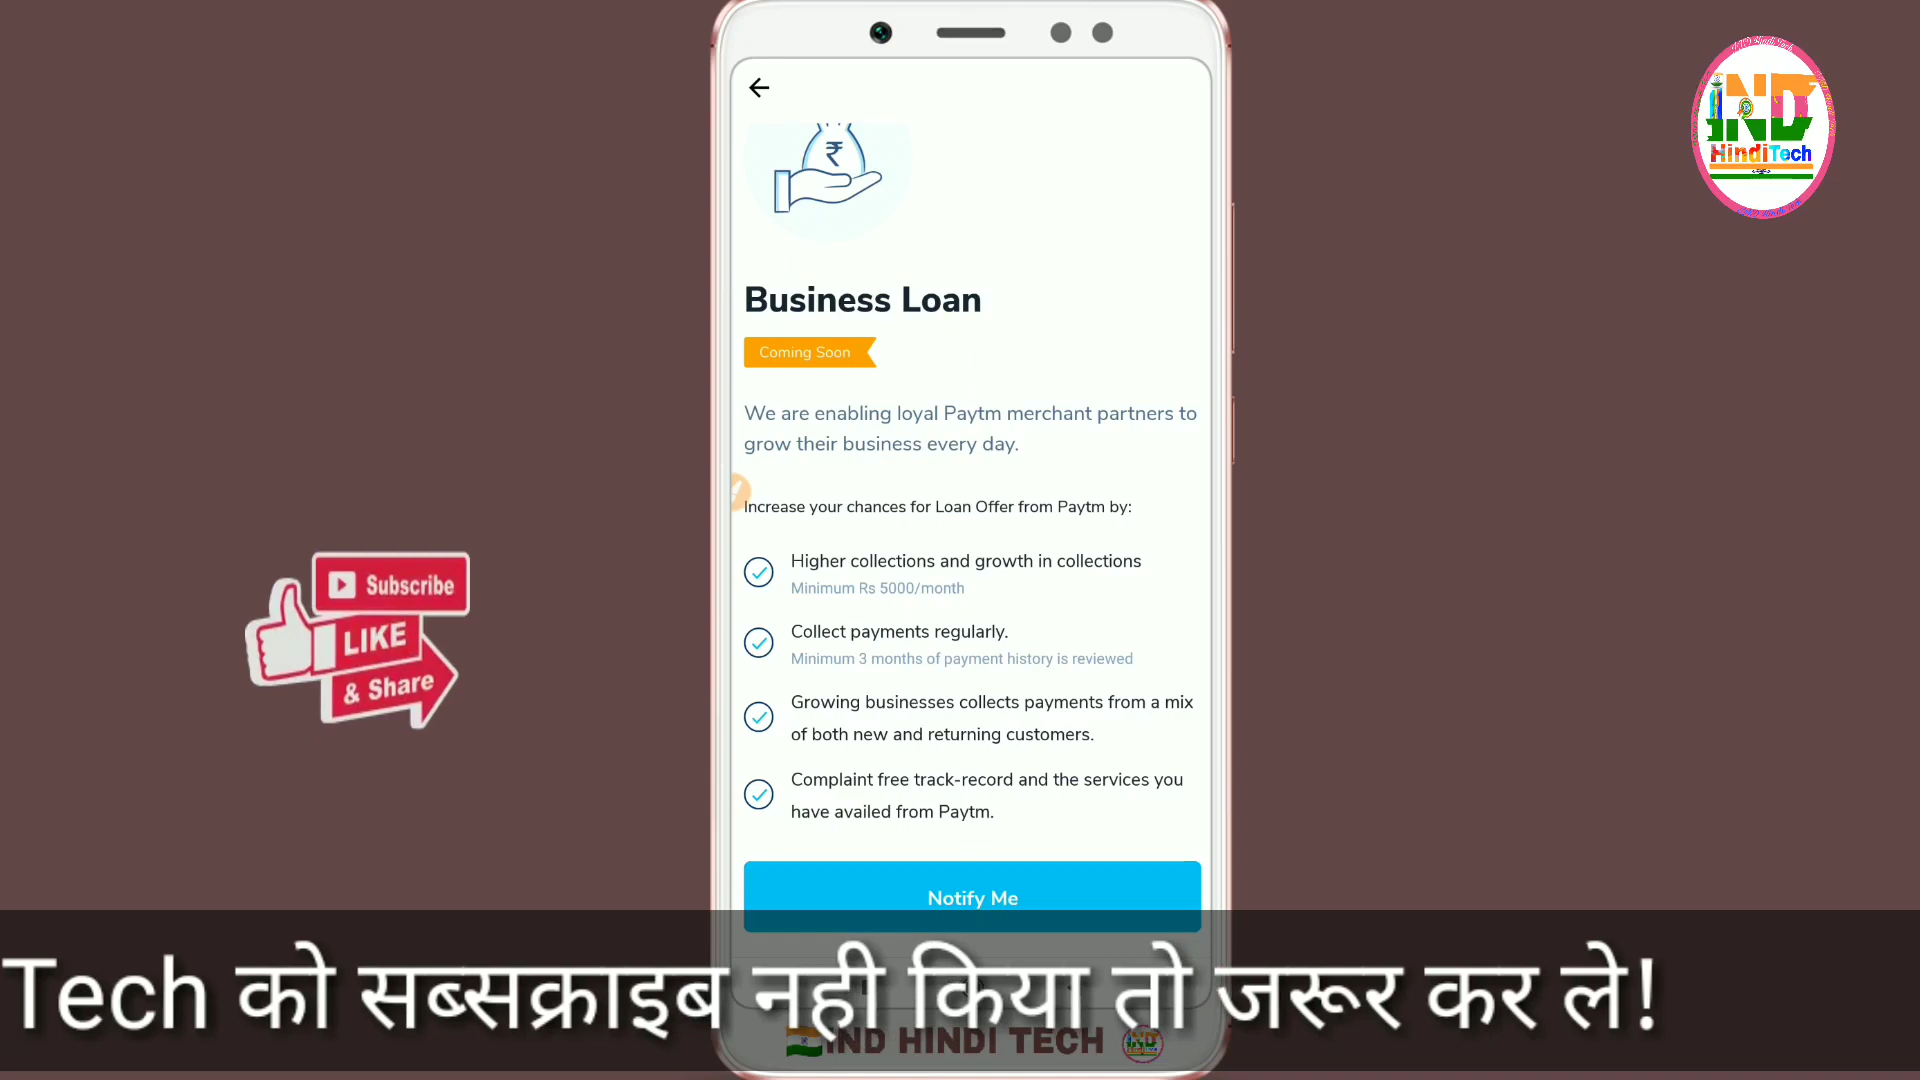 IND
HindiTech
₹
Business Loan
Coming Soon
We are enabling loyal Paytm merchant partners to
grow their business every day.
Increase your chances for Loan Offer from Paytm by:
Higher collections and growth in collections
Minimum Rs 5000/month
Collect payments regularly.
Minimum 3 months of payment history is reviewed
Growing businesses collects payments from a mix
of both new and returning customers.
Complaint free track-record and the services you
have availed from Paytm.
Notify Me
Subscribe
LIKE
& Share
Tech को सब्सक्राइब नही किया तो जरूर कर ले!
IND HINDI TECH